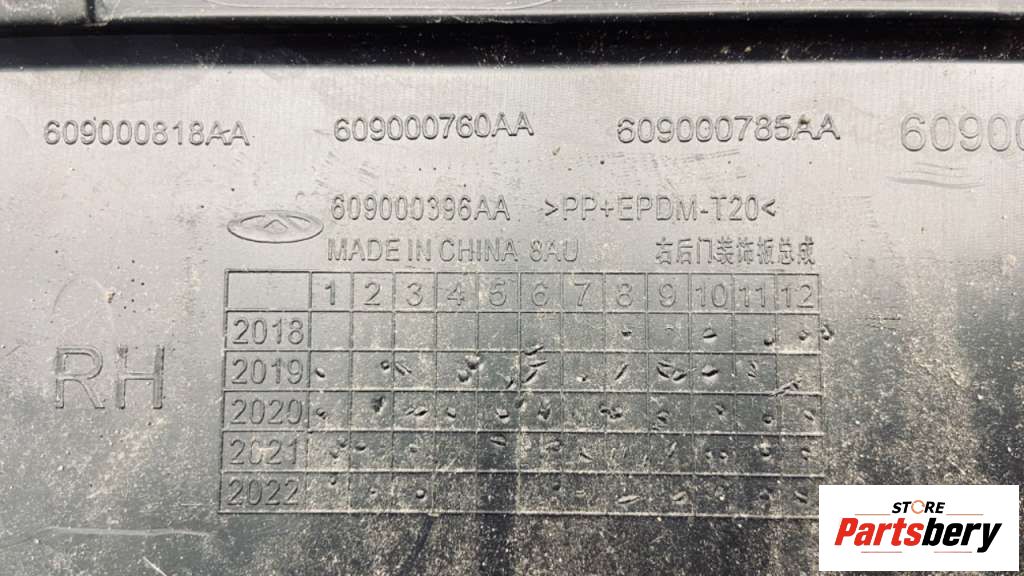 609000818AA 609000760AA 609000785AA 60900
609000396AA >PP+EPDM-T20<
MADE IN CHINA 8AU 右后门装饰板总成
1 2 3 4 5 6 7 8 9 10 11 12
2018
2019
2020
2021
2022
RH
STORE
Partsbery